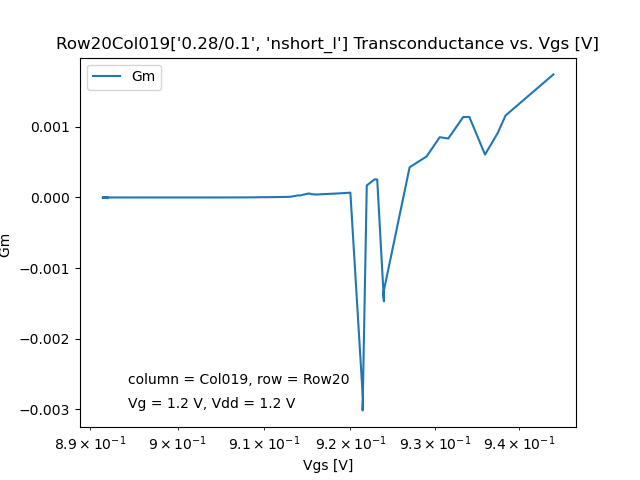 Row20Col019['0.28/0.1', 'nshort_l'] Transconductance vs. Vgs [V]
Gm
0.001
0.000
−0.001
−0.002
−0.003
Gm
column = Col019, row = Row20
Vg = 1.2 V, Vdd = 1.2 V
8.9 × 10⁻¹ 9 × 10⁻¹ 9.1 × 10⁻¹ 9.2 × 10⁻¹ 9.3 × 10⁻¹ 9.4 × 10⁻¹
Vgs [V]